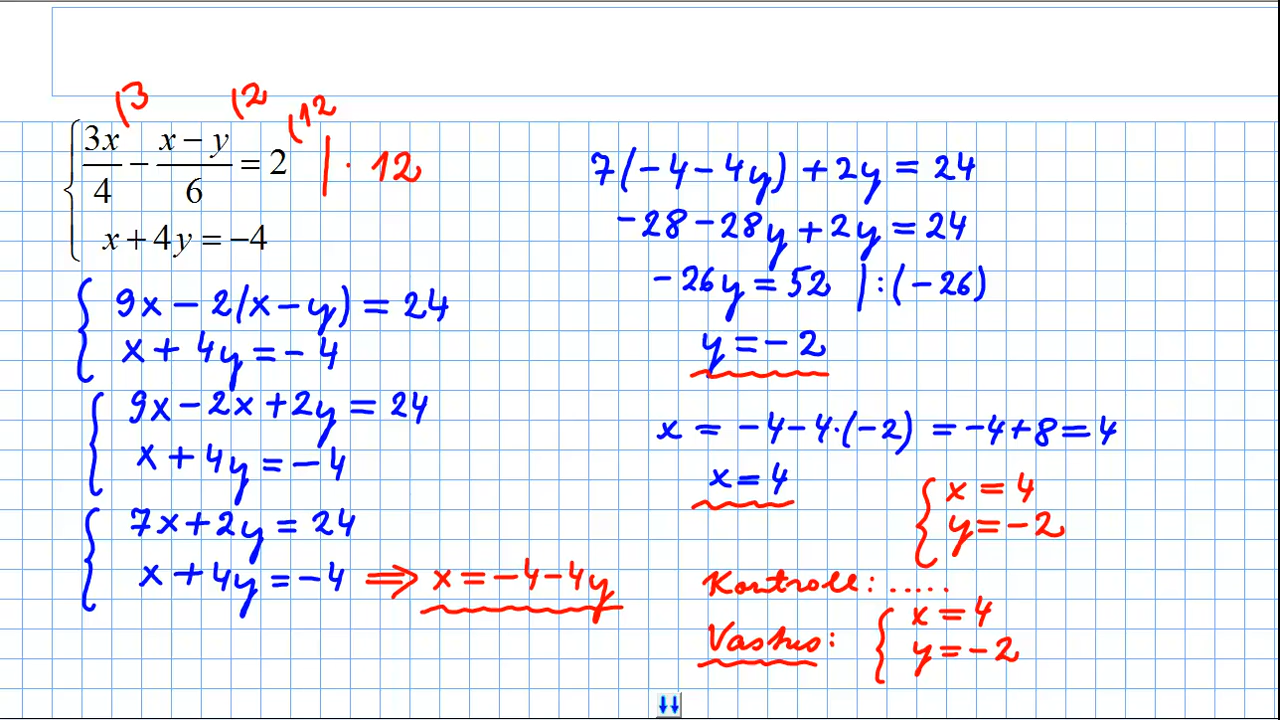 (3 (2 (12
{ 3x/4 − (x − y)/6 = 2 | · 12
x + 4y = −4
{ 9x − 2(x − y) = 24
x + 4y = −4
{ 9x − 2x + 2y = 24
x + 4y = −4
{ 7x + 2y = 24
x + 4y = −4 ⇒ x = −4 − 4y
7(−4 − 4y) + 2y = 24
−28 − 28y + 2y = 24
−26y = 52 | : (−26)
y = −2
x = −4 − 4·(−2) = −4 + 8 = 4
x = 4
{ x = 4
y = −2
Kontroll: .....
Vastus: { x = 4
y = −2